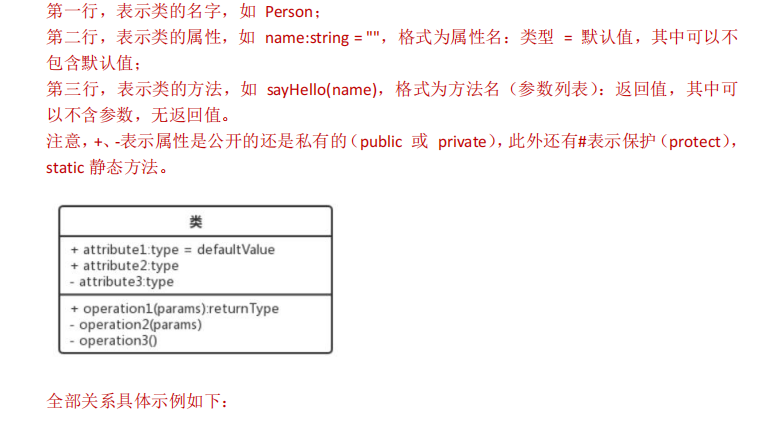 第一行，表示类的名字，如 Person；
第二行，表示类的属性，如 name:string = ""，格式为属性名：类型 = 默认值，其中可以不
包含默认值；
第三行，表示类的方法，如 sayHello(name)，格式为方法名（参数列表）：返回值，其中可
以不含参数，无返回值。
注意，+、-表示属性是公开的还是私有的（public 或 private），此外还有#表示保护（protect），
static 静态方法。
类
+ attribute1:type = defaultValue
+ attribute2:type
- attribute3:type
+ operation1(params):returnType
- operation2(params)
- operation3()
全部关系具体示例如下：